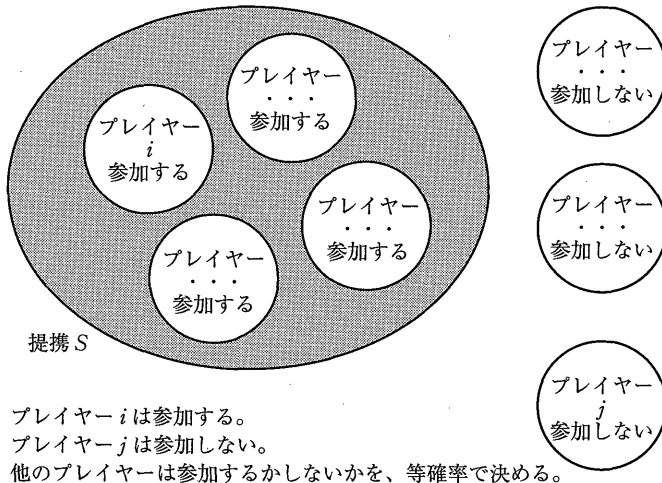 プレイヤー
・・・
参加する
プレイヤー
i
参加する
プレイヤー
・・・
参加する
プレイヤー
・・・
参加する
提携 S
プレイヤー
・・・
参加しない
プレイヤー
・・・
参加しない
プレイヤー
j
参加しない
プレイヤー i は参加する。
プレイヤー j は参加しない。
他のプレイヤーは参加するかしないかを、等確率で決める。